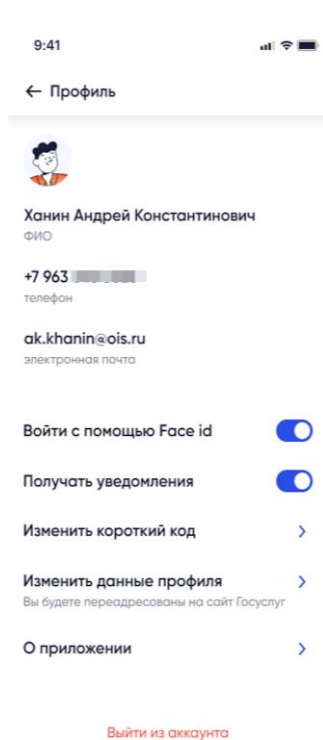 9:41
← Профиль
Ханин Андрей Константинович
ФИО
+7 963
телефон
ak.khanin@ois.ru
электронная почта
Войти с помощью Face id
Получать уведомления
Изменить короткий код
Изменить данные профиля
Вы будете переадресованы на сайт Госуслуг
О приложении
Выйти из аккаунта